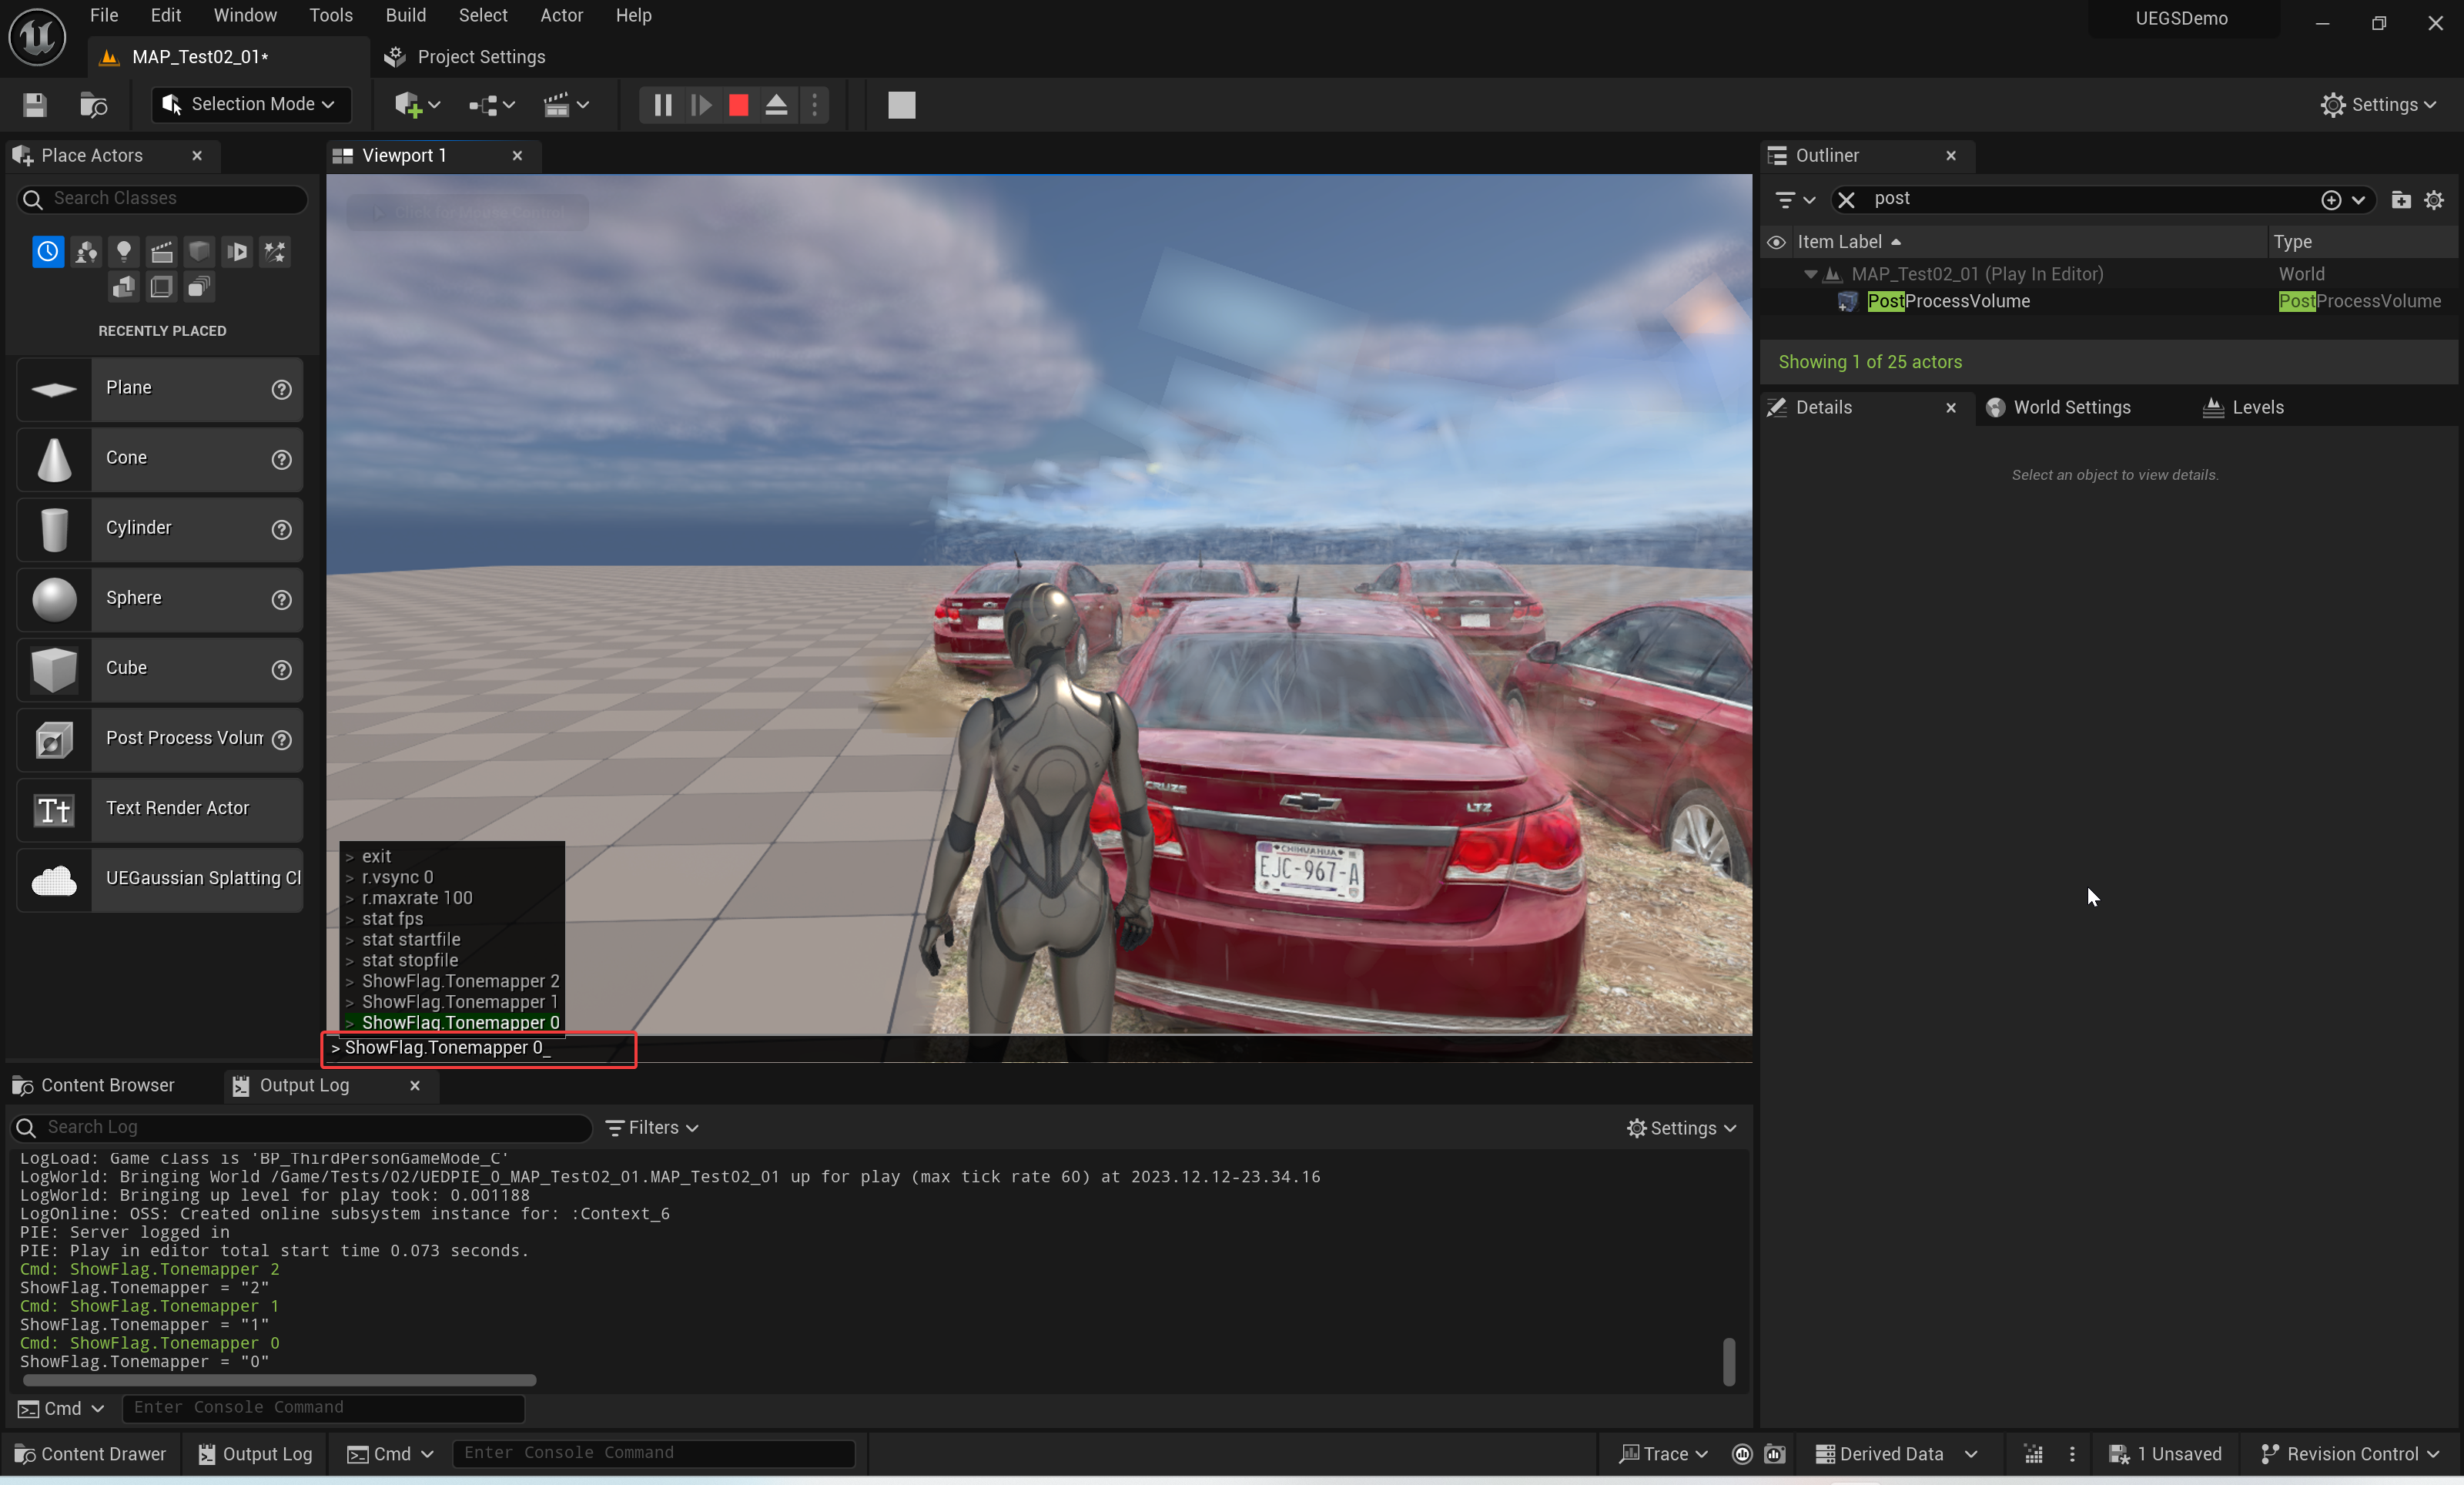 File Edit Window Tools Build Select Actor Help
UEGSDemo
MAP_Test02_01*
Project Settings
Selection Mode
Settings
Place Actors
Search Classes
RECENTLY PLACED
Plane
Cone
Cylinder
Sphere
Cube
Post Process Volum
Text Render Actor
UEGaussian Splatting Cl
Viewport 1
CRUZE
LTZ
CHIHUAHUA
EJC-967-A
> exit
> r.vsync 0
> r.maxrate 100
> stat fps
> stat startfile
> stat stopfile
> ShowFlag.Tonemapper 2
> ShowFlag.Tonemapper 1
> ShowFlag.Tonemapper 0
> ShowFlag.Tonemapper 0_
Outliner
post
Item Label Type
MAP_Test02_01 (Play In Editor) World
PostProcessVolume PostProcessVolume
Showing 1 of 25 actors
Details World Settings Levels
Select an object to view details.
Content Browser Output Log
Search Log Filters Settings
LogLoad: Game class is 'BP_ThirdPersonGameMode_C'
LogWorld: Bringing World /Game/Tests/02/UEDPIE_0_MAP_Test02_01.MAP_Test02_01 up for play (max tick rate 60) at 2023.12.12-23.34.16
LogWorld: Bringing up level for play took: 0.001188
LogOnline: OSS: Created online subsystem instance for: :Context_6
PIE: Server logged in
PIE: Play in editor total start time 0.073 seconds.
Cmd: ShowFlag.Tonemapper 2
ShowFlag.Tonemapper = "2"
Cmd: ShowFlag.Tonemapper 1
ShowFlag.Tonemapper = "1"
Cmd: ShowFlag.Tonemapper 0
ShowFlag.Tonemapper = "0"
Cmd Enter Console Command
Content Drawer Output Log Cmd Enter Console Command Trace Derived Data 1 Unsaved Revision Control